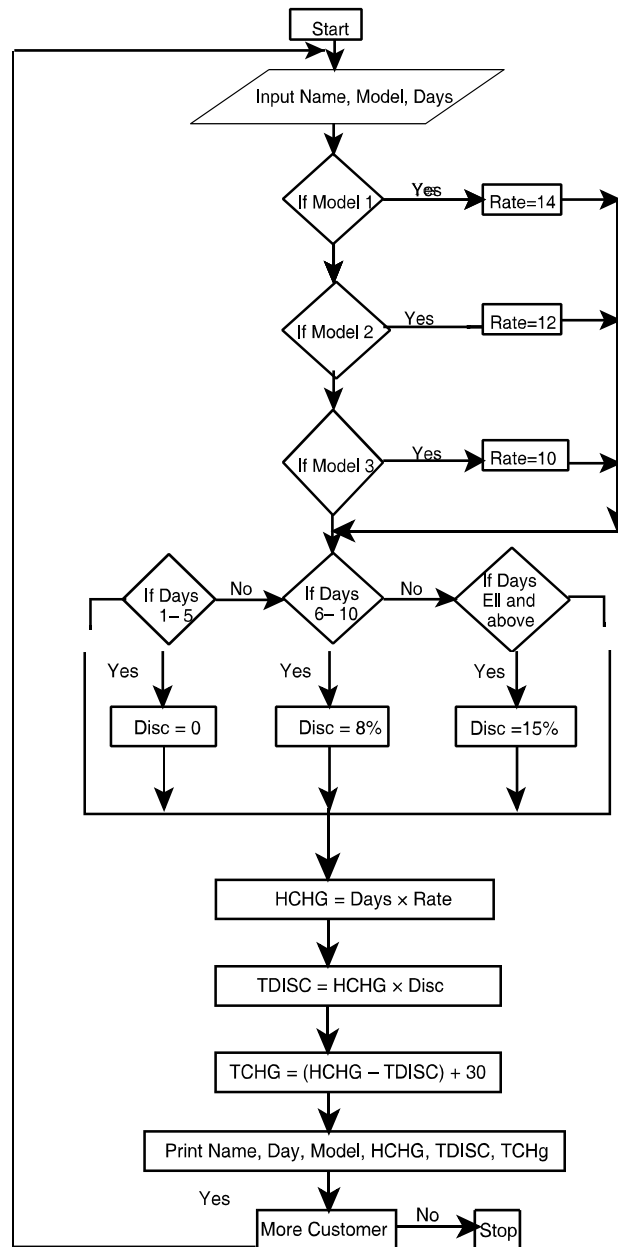 Start
Input Name, Model, Days
If Model 1
Yes
Rate=14
If Model 2
Yes
Rate=12
If Model 3
Yes
Rate=10
If Days
1– 5
No
If Days
6– 10
No
If Days
Ell and
above
Yes
Yes
Yes
Disc = 0
Disc = 8%
Disc =15%
HCHG = Days × Rate
TDISC = HCHG × Disc
TCHG = (HCHG – TDISC) + 30
Print Name, Day, Model, HCHG, TDISC, TCHg
Yes
More Customer
No
Stop